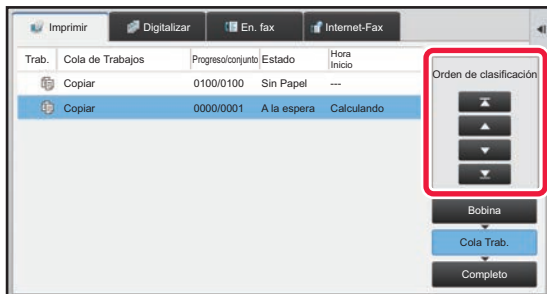 Imprimir Digitalizar En. fax Internet-Fax
Trab. Cola de Trabajos Progreso/conjunto Estado Hora Inicio
Copiar 0100/0100 Sin Papel ---
Copiar 0000/0001 A la espera Calculando
Orden de clasificación
Bobina
Cola Trab.
Completo